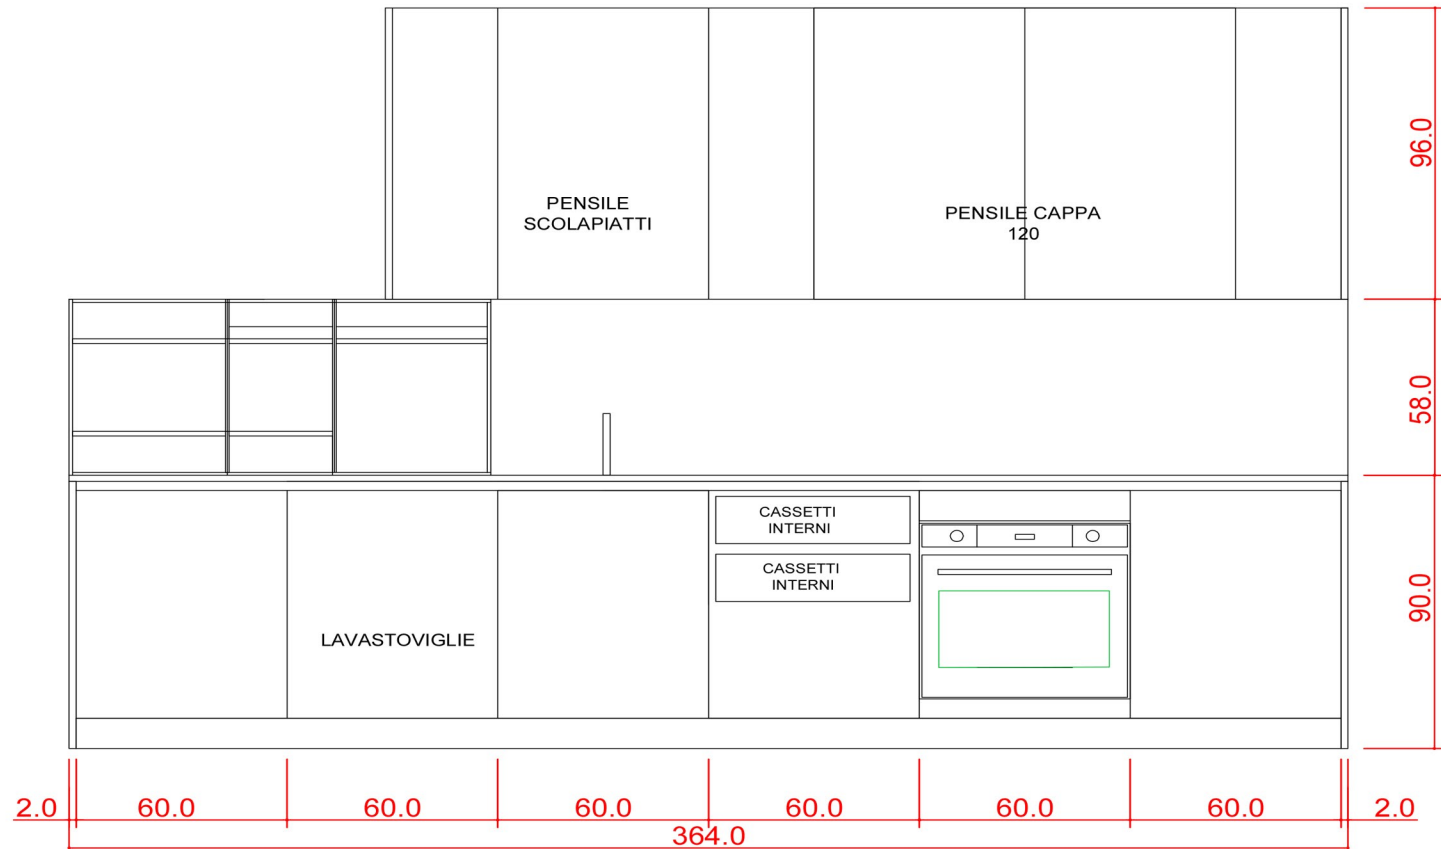 96.0
PENSILE
SCOLAPIATTI
PENSILE CAPPA
120
58.0
CASSETTI
INTERNI
CASSETTI
INTERNI
90.0
LAVASTOVIGLIE
2.0 60.0 60.0 60.0 60.0 60.0 60.0 2.0
364.0